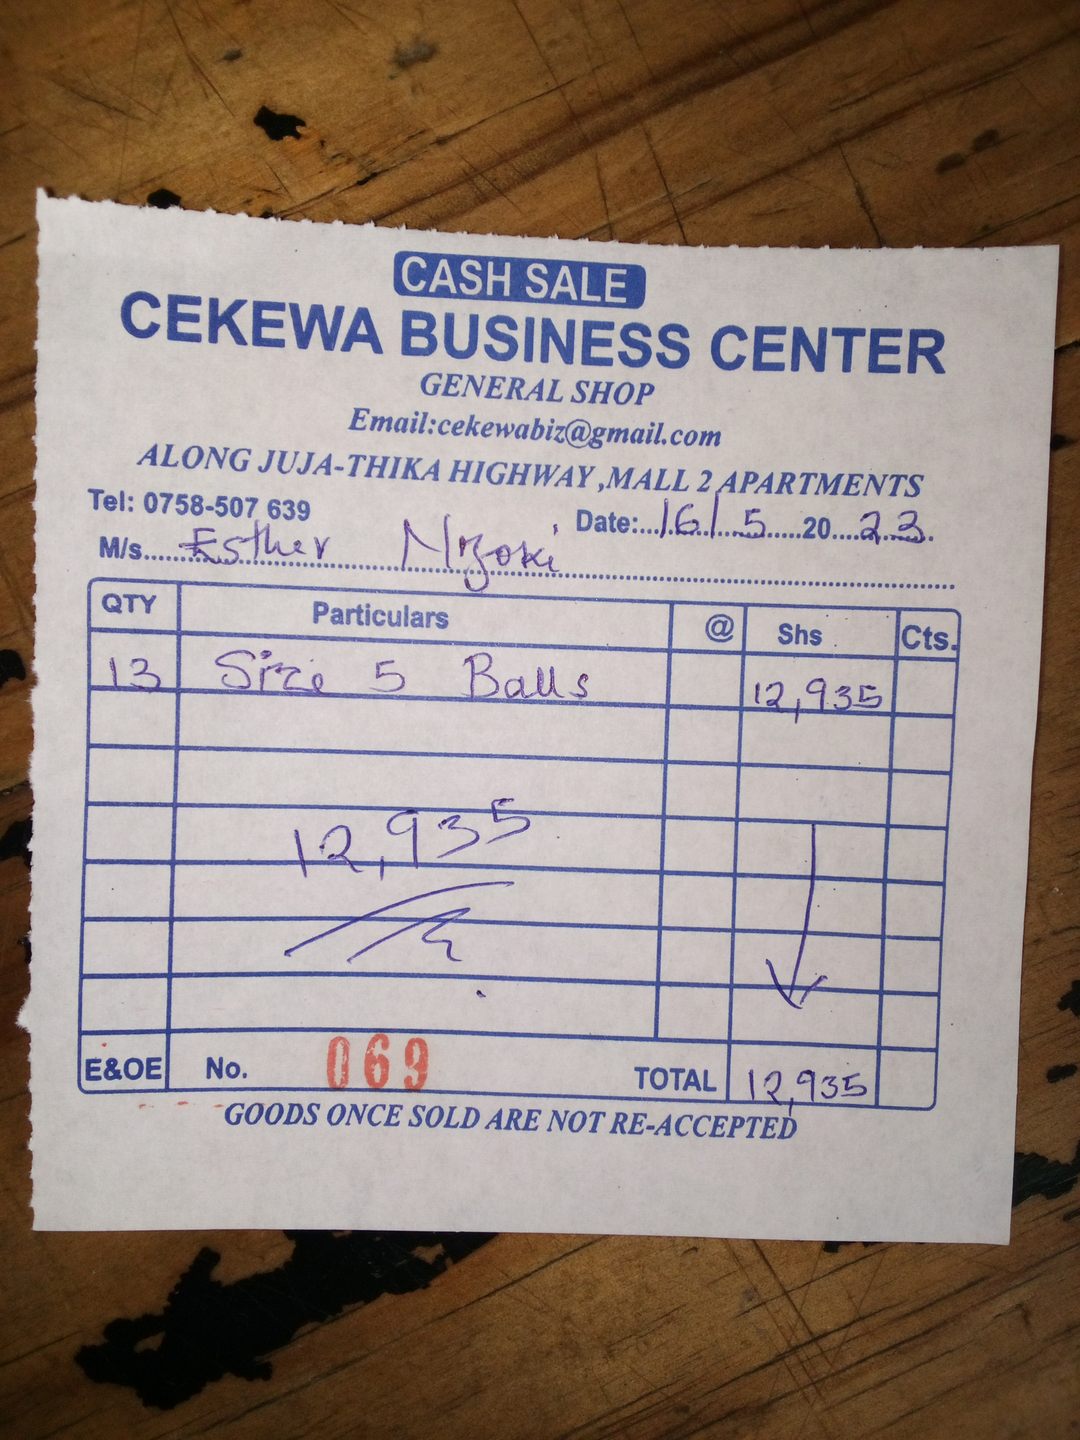 CASH SALE
CEKEWA BUSINESS CENTER
GENERAL SHOP
Email:cekewabiz@gmail.com
ALONG JUJA-THIKA HIGHWAY ,MALL 2 APARTMENTS
Tel: 0758-507 639 Date:...16/5.....20...23.
M/s.....Esther Nzoki
QTY Particulars @ Shs Cts.
13 Size 5 Balls 12,935
12,935
E&OE No. 069 TOTAL 12,935
GOODS ONCE SOLD ARE NOT RE-ACCEPTED